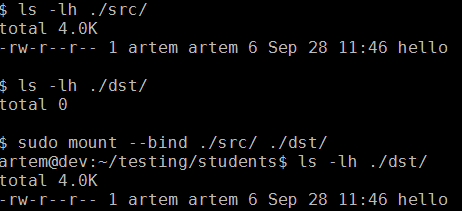 $ ls -lh ./src/
total 4.0K
-rw-r--r-- 1 artem artem 6 Sep 28 11:46 hello
$ ls -lh ./dst/
total 0
$ sudo mount --bind ./src/ ./dst/
artem@dev:~/testing/students$ ls -lh ./dst/
total 4.0K
-rw-r--r-- 1 artem artem 6 Sep 28 11:46 hello